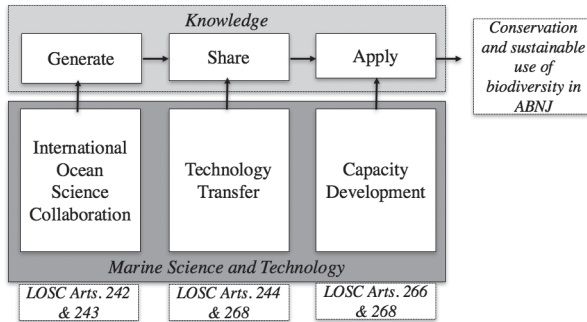 Knowledge
Generate
Share
Apply
Conservation
and sustainable
use of
biodiversity in
ABNJ
International
Ocean
Science
Collaboration
Technology
Transfer
Capacity
Development
Marine Science and Technology
LOSC Arts. 242
& 243
LOSC Arts. 244
& 268
LOSC Arts. 266
& 268